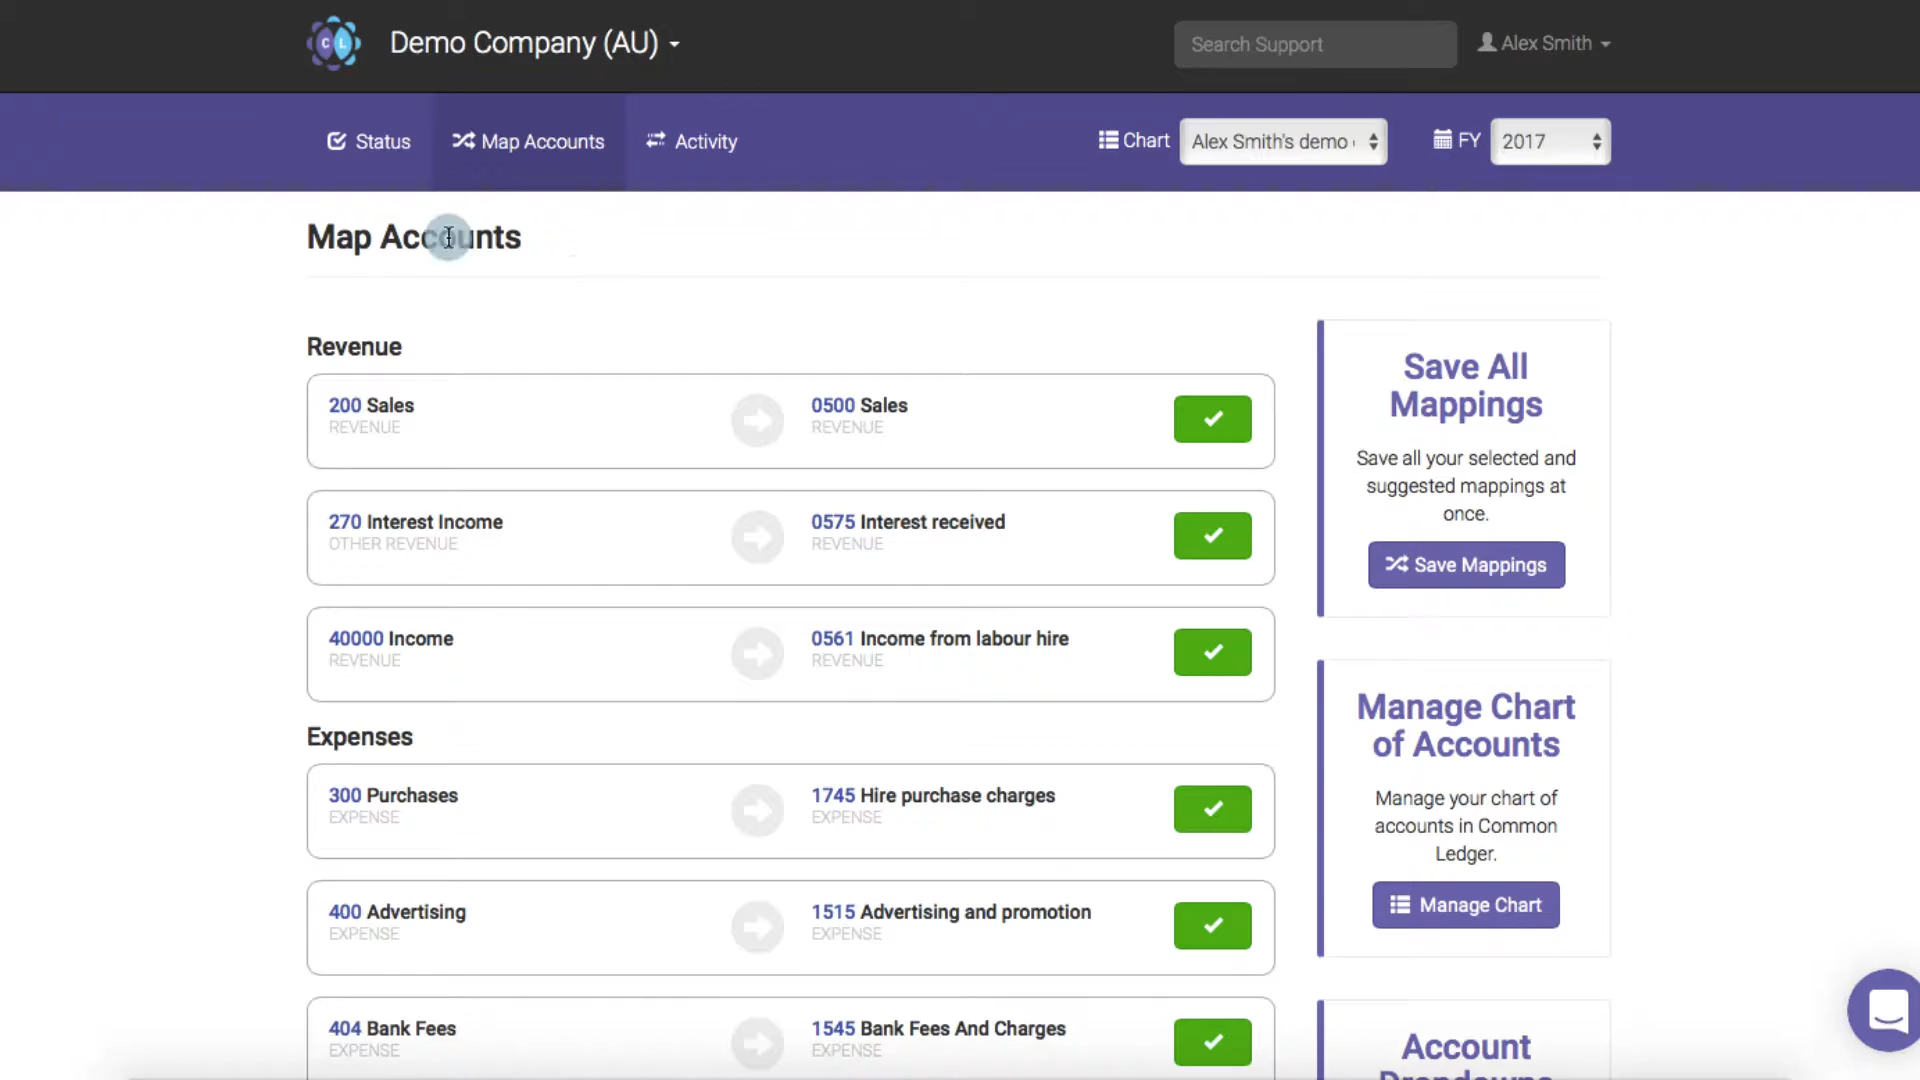 C L
Demo Company (AU)
Search Support
Alex Smith
Status
Map Accounts
Activity
Chart
Alex Smith's demo
FY
2017
Map Accounts
Revenue
200 Sales
REVENUE
0500 Sales
REVENUE
270 Interest Income
OTHER REVENUE
0575 Interest received
REVENUE
40000 Income
REVENUE
0561 Income from labour hire
REVENUE
Expenses
300 Purchases
EXPENSE
1745 Hire purchase charges
EXPENSE
400 Advertising
EXPENSE
1515 Advertising and promotion
EXPENSE
404 Bank Fees
EXPENSE
1545 Bank Fees And Charges
EXPENSE
Save All
Mappings
Save all your selected and
suggested mappings at
once.
Save Mappings
Manage Chart
of Accounts
Manage your chart of
accounts in Common
Ledger.
Manage Chart
Account
Dropdowns